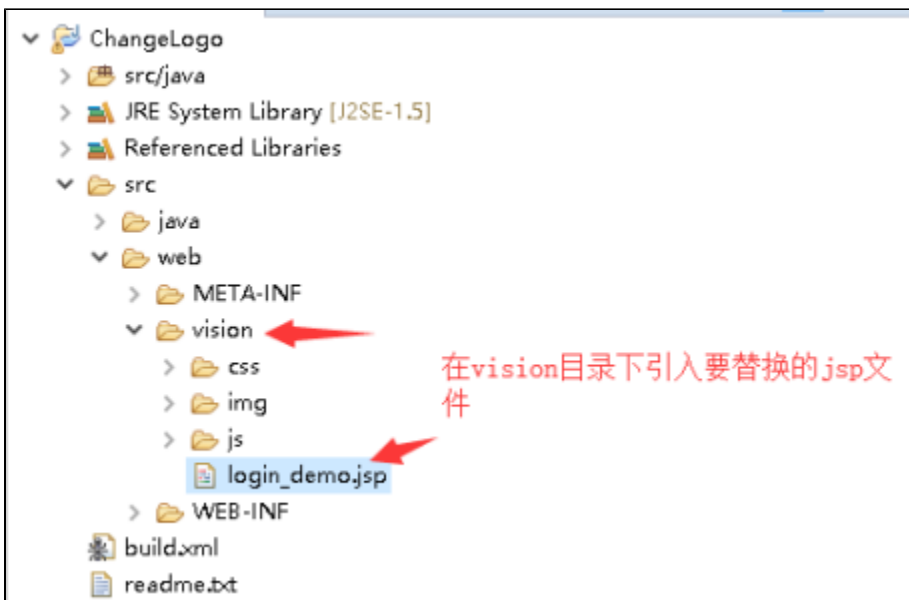 ChangeLogo
src/java
JRE System Library [J2SE-1.5]
Referenced Libraries
src
java
web
META-INF
vision
css
在vision目录下引入要替换的jsp文
img
件
js
login_demo.jsp
WEB-INF
build.xml
readme.txt